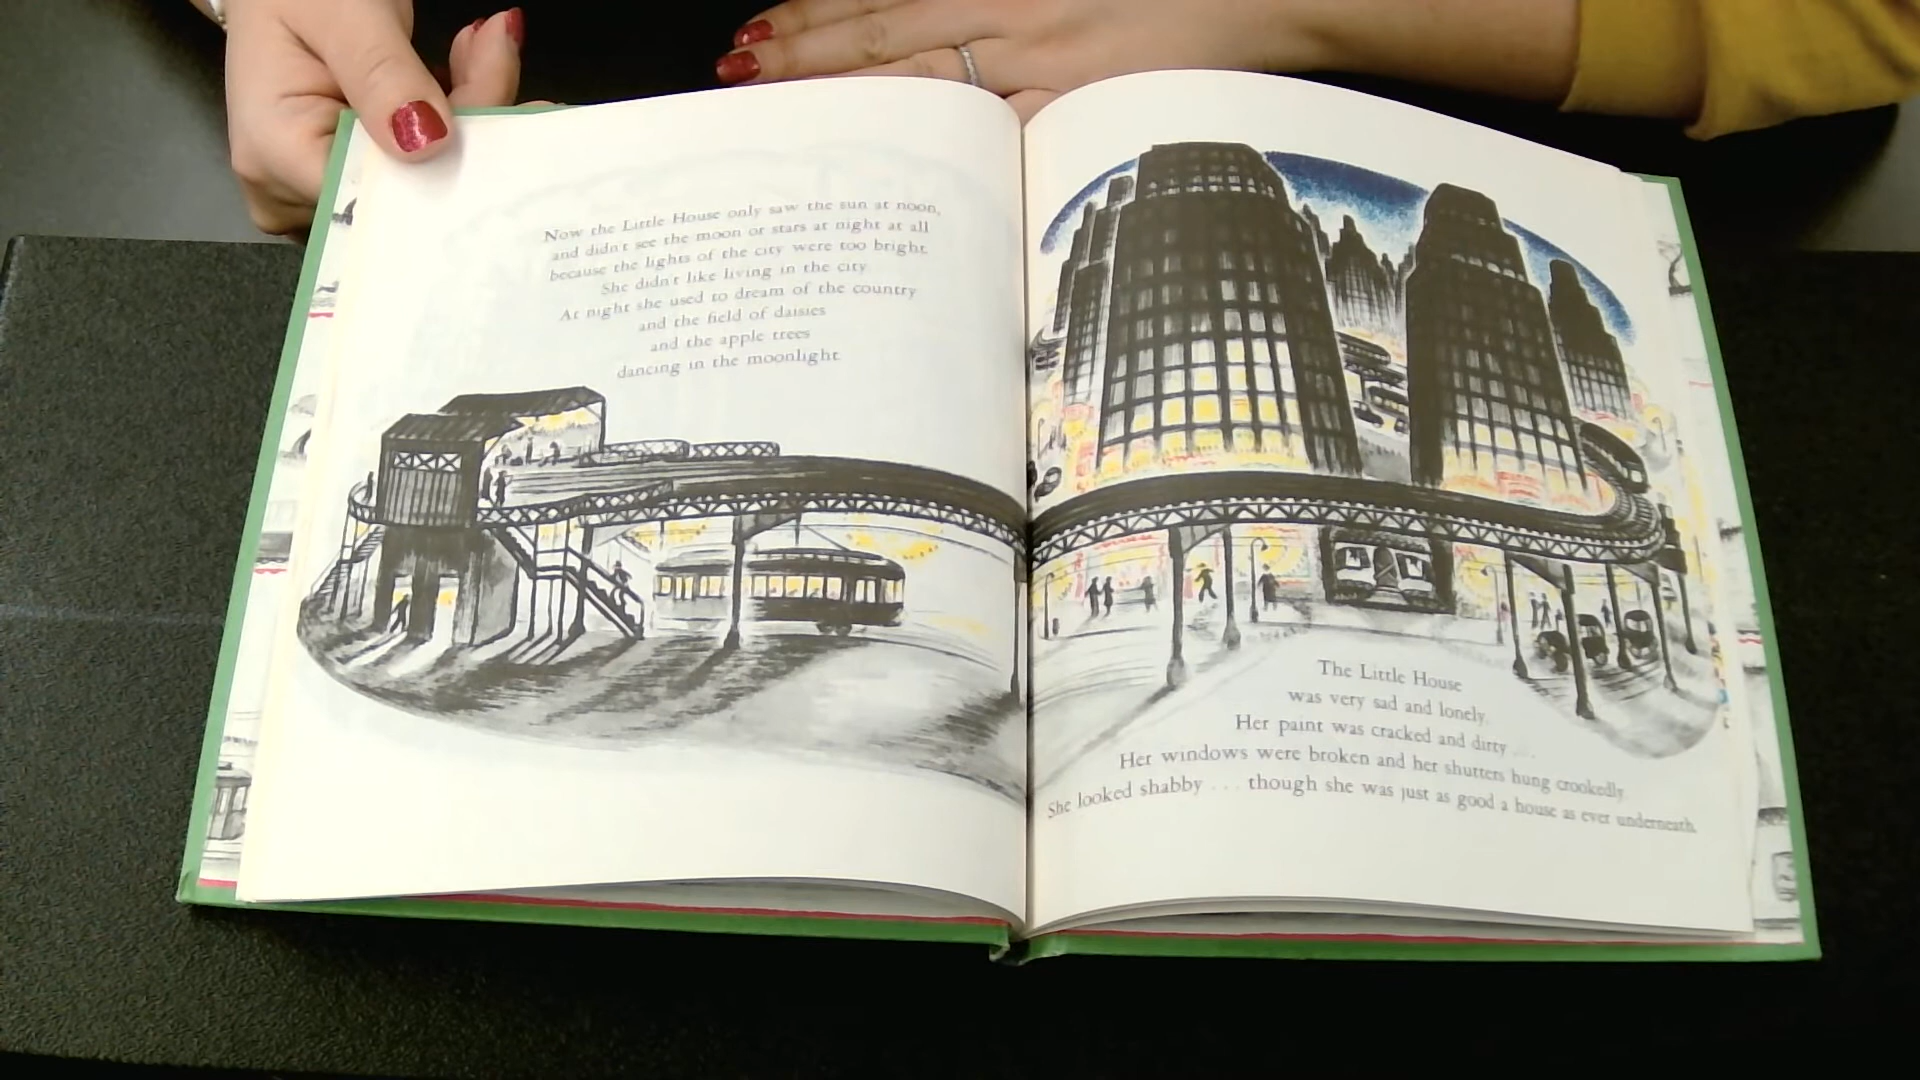 Now the Little House only saw the sun at noon,
and didn't see the moon or stars at night at all
because the lights of the city were too bright.
She didn't like living in the city.
At night she used to dream of the country
and the field of daisies
and the apple trees
dancing in the moonlight.
The Little House
was very sad and lonely.
Her paint was cracked and dirty . . .
Her windows were broken and her shutters hung crookedly.
She looked shabby . . . though she was just as good a house as ever underneath.